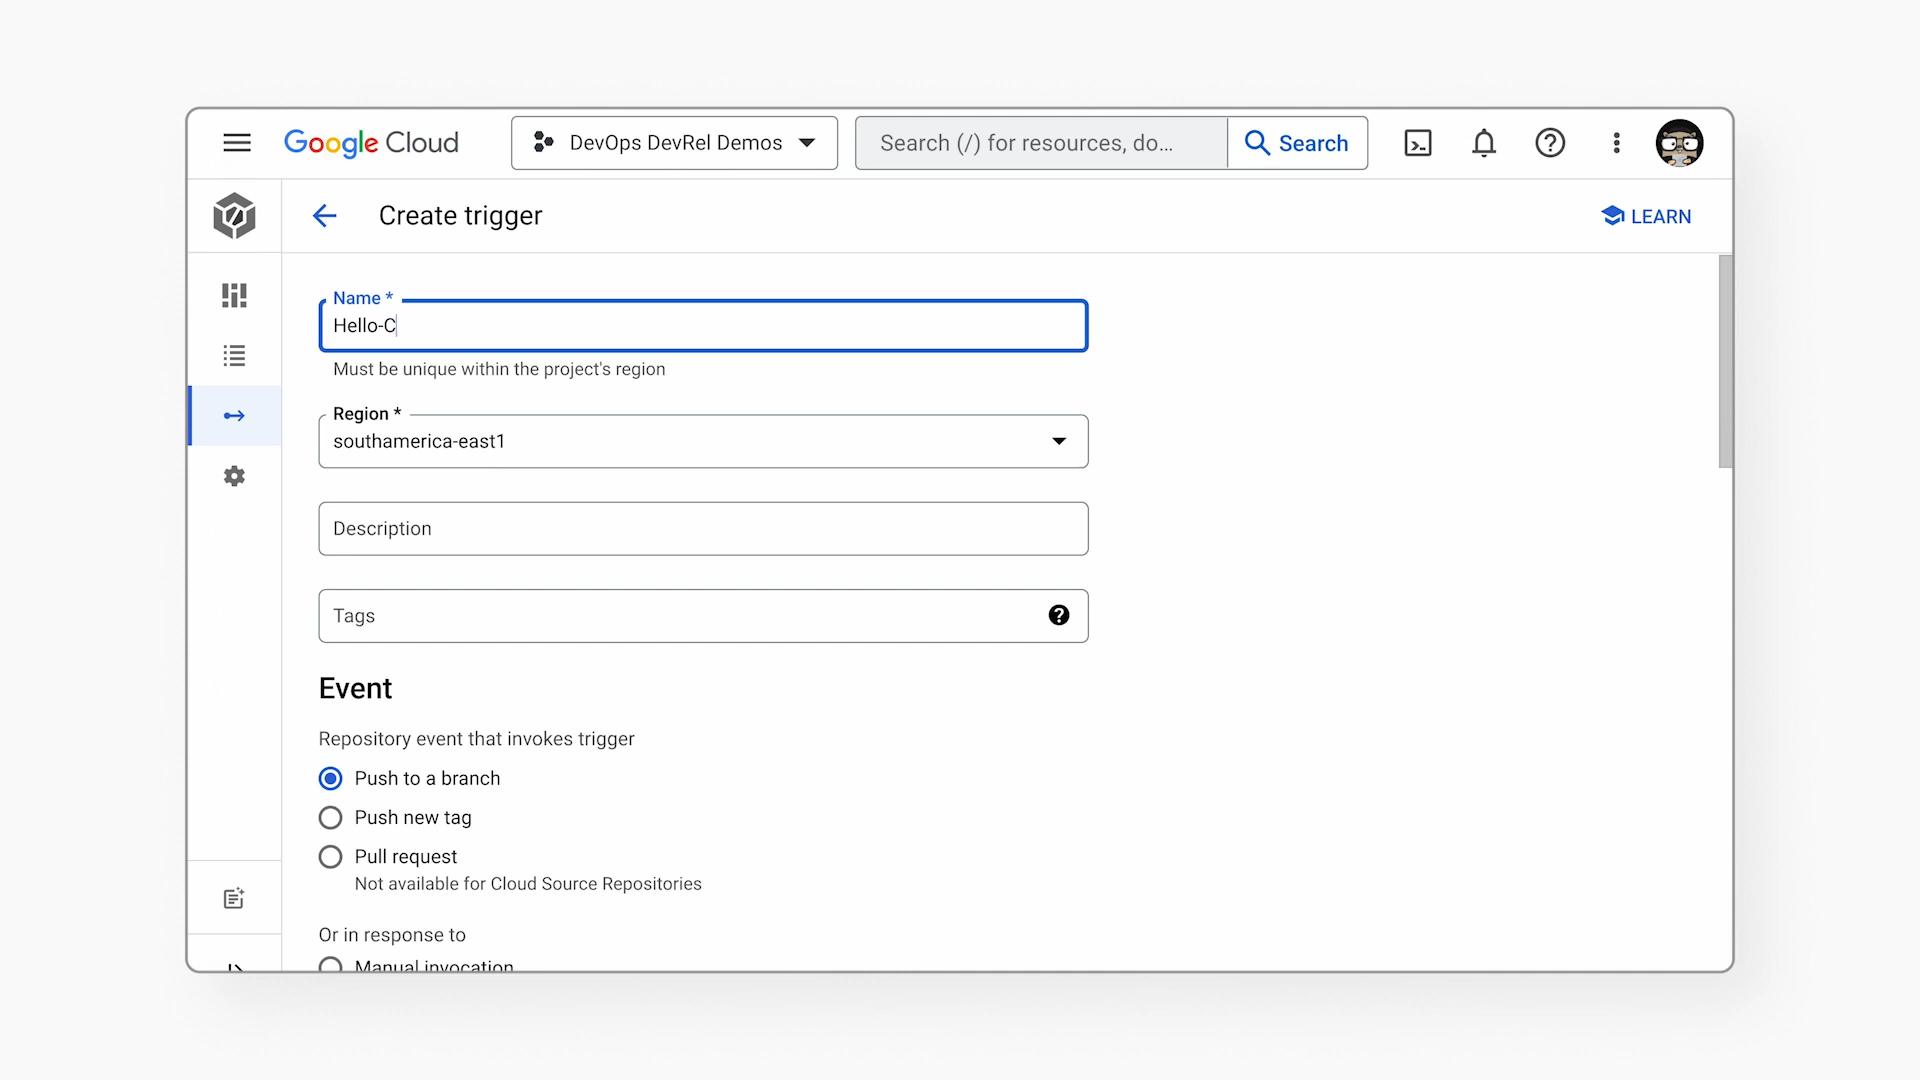 Google Cloud
DevOps DevRel Demos
Search (/) for resources, do...
Search
Create trigger
LEARN
Name *
Hello-C
Must be unique within the project's region
Region *
southamerica-east1
Description
Tags
Event
Repository event that invokes trigger
Push to a branch
Push new tag
Pull request
Not available for Cloud Source Repositories
Or in response to
Manual invocation